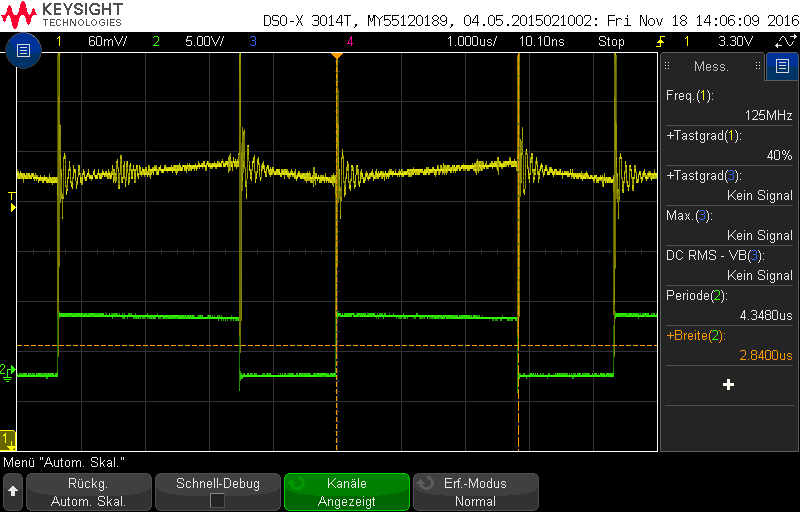 KEYSIGHT
TECHNOLOGIES
DSO-X 3014T, MY55120189, 04.05.2015021002: Fri Nov 18 14:06:09 2016
1 60mV/ 2 5.00V/ 3 4 1.000us/ 10.10ns Stop 1 3.30V
Mess.
Freq.(1):
125MHz
+Tastgrad(1):
40%
+Tastgrad(3):
Kein Signal
Max.(3):
Kein Signal
DC RMS - VB(3):
Kein Signal
Periode(2):
4.3480us
+Breite(2):
2.8400us
T
2
1
Menü "Autom. Skal."
Rückg.
Autom. Skal.
Schnell-Debug
Kanäle
Angezeigt
Erf.-Modus
Normal